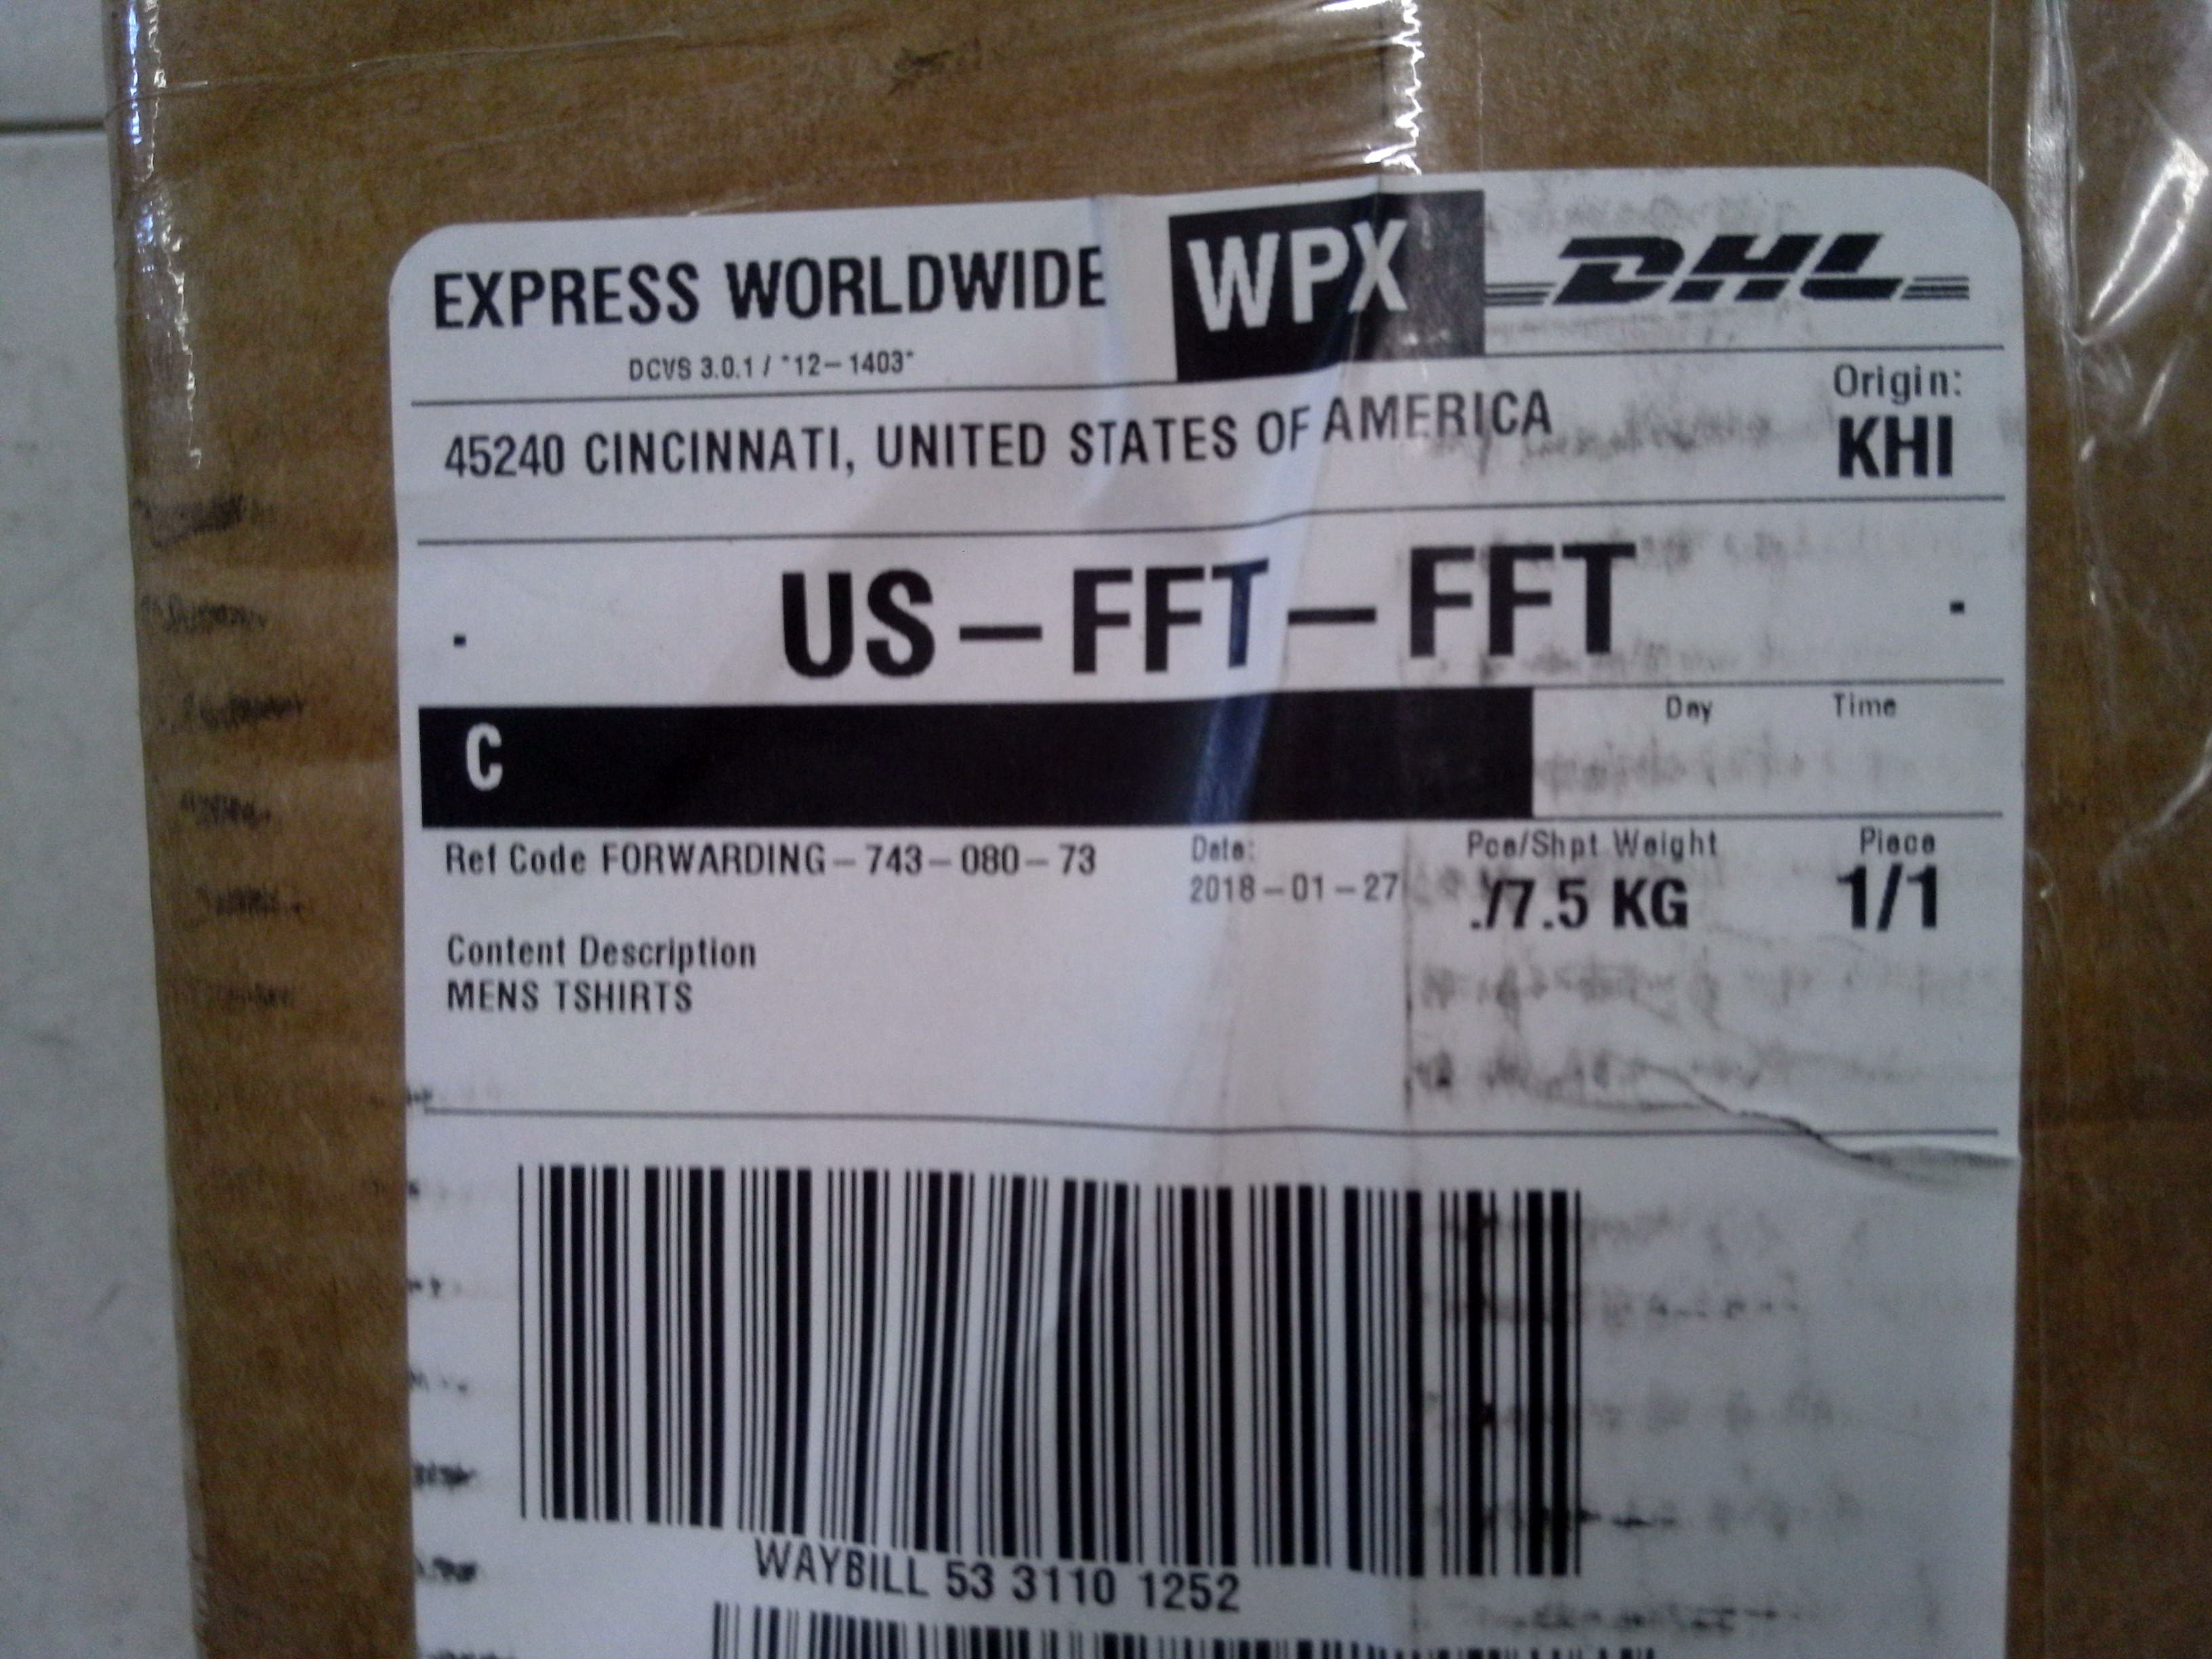 EXPRESS WORLDWIDE WPX DHL
DCVS 3.0.1 / "12-1403"
Origin:
45240 CINCINNATI, UNITED STATES OF AMERICA KHI
- US-FFT-FFT -
C
Day Time
Ref Code FORWARDING-743-080-73 Date: Pce/Shpt Weight Piece
2018-01-27 ./7.5 KG 1/1
Content Description
MENS TSHIRTS
WAYBILL 53 3110 1252